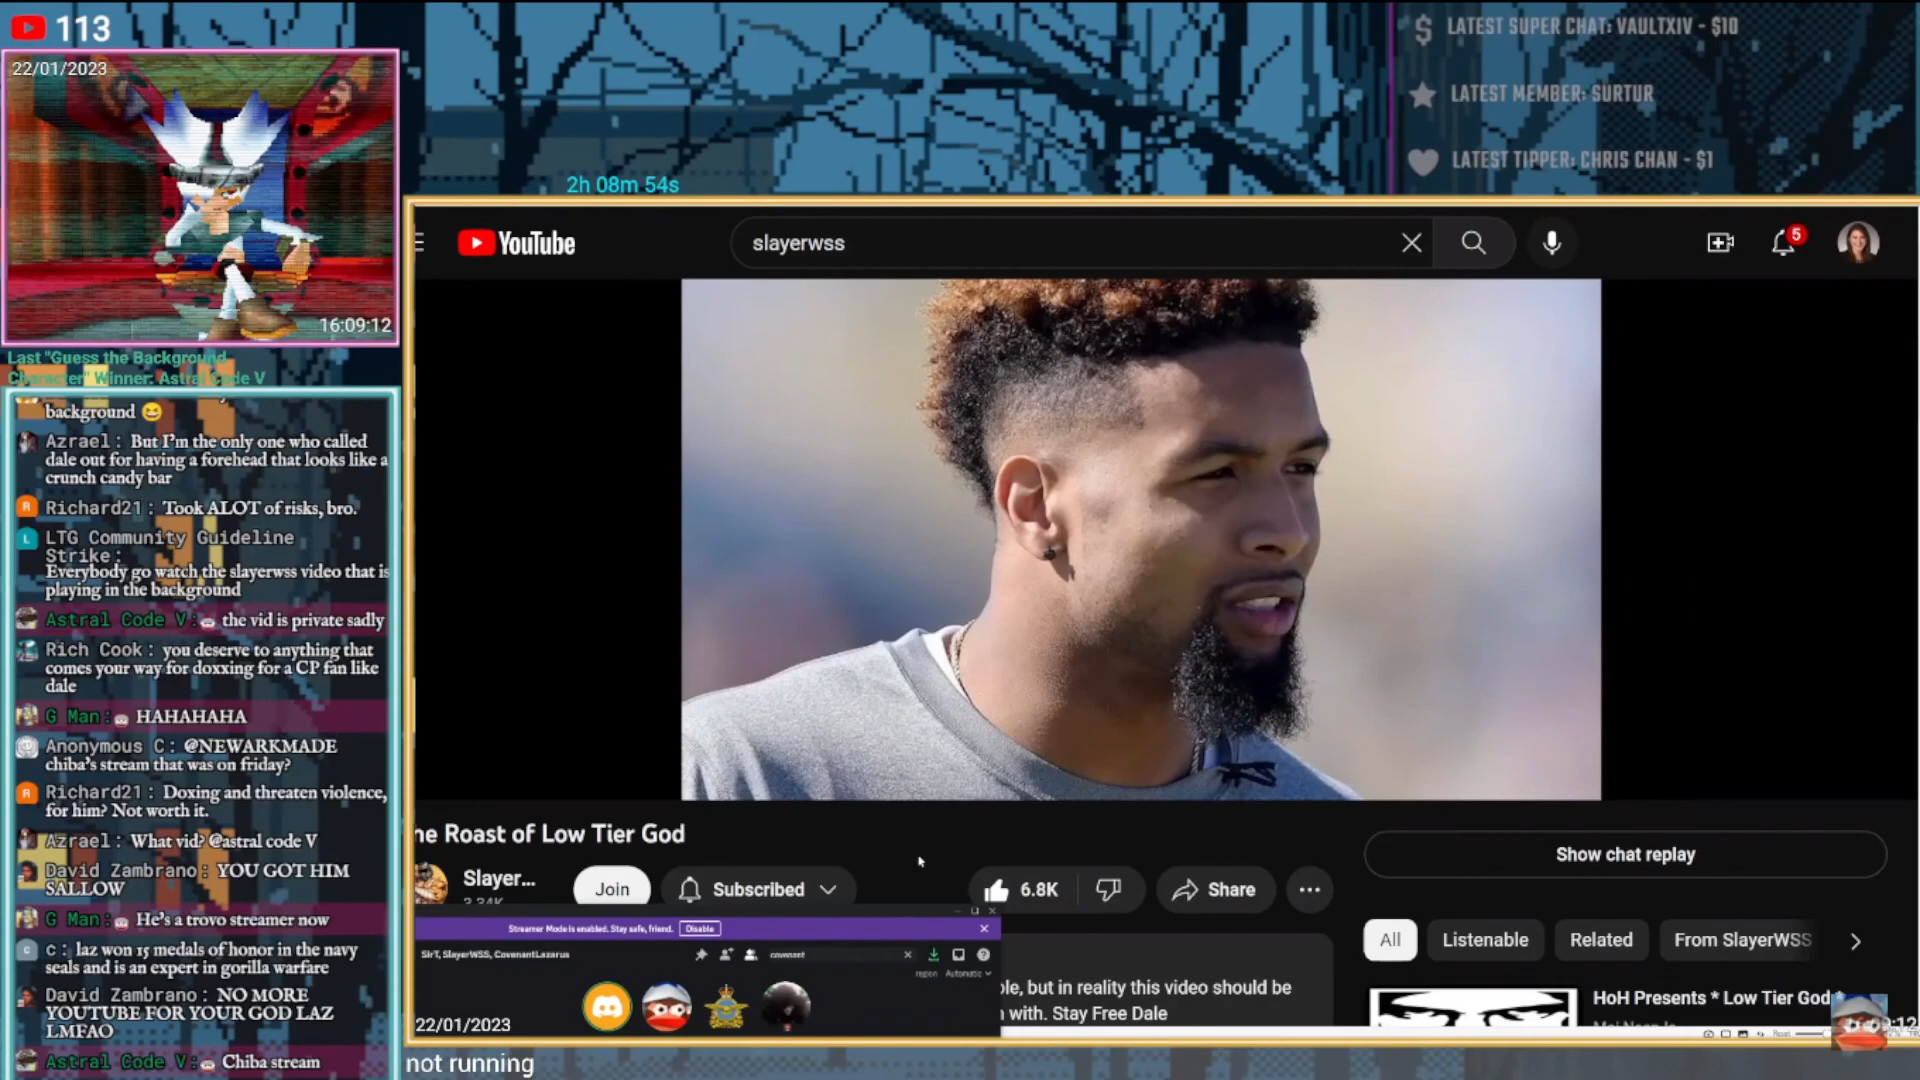 113
22/01/2023
16:09:12
Last "Guess the Background
Character" Winner: Astral Code V
background 😆
Azrael: But I'm the only one who called
dale out for having a forehead that looks like a
crunch candy bar
Richard21: Took ALOT of risks, bro.
LTG Community Guideline
Strike:
Everybody go watch the slayerwss video that is
playing in the background
Astral Code V: the vid is private sadly
Rich Cook: you deserve to anything that
comes your way for doxxing for a CP fan like
dale
G Man: HAHAHAHA
Anonymous C: @NEWARKMADE
chiba's stream that was on friday?
Richard21: Doxing and threaten violence,
for him? Not worth it.
Azrael: What vid? @astral code V
David Zambrano: YOU GOT HIM
SALLOW
G Man: He's a trovo streamer now
c: laz won 15 medals of honor in the navy
seals and is an expert in gorilla warfare
David Zambrano: NO MORE
YOUTUBE FOR YOUR GOD LAZ
LMFAO
Astral Code V: Chiba stream
$ LATEST SUPER CHAT: VAULTXIV - $10
LATEST MEMBER: SURTUR
LATEST TIPPER: CHRIS CHAN - $1
2h 08m 54s
YouTube
slayerwss
5
he Roast of Low Tier God
Slayer...
3.34K
Join
Subscribed
6.8K
Share
Show chat replay
All
Listenable
Related
From SlayerWSS
Streamer Mode is enabled. Stay safe, friend.
Disable
SirT, SlayerWSS, CovenantLazarus
covenant
region Automatic
22/01/2023
ble, but in reality this video should be
with. Stay Free Dale
HoH Presents * Low Tier God *
not running